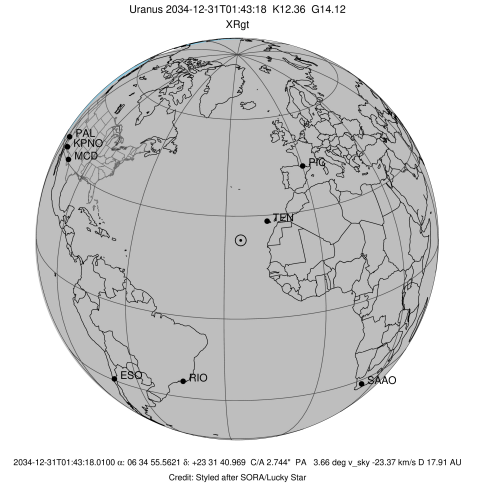 Uranus 2034-12-31T01:43:18 K12.36 G14.12
XRgt
PAL
KPNO
MCD
PIC
TEN
ESO
RIO
SAAO
2034-12-31T01:43:18.0100 α: 06 34 55.5621 δ: +23 31 40.969 C/A 2.744" PA 3.66 deg v_sky -23.37 km/s D 17.91 AU
Credit: Styled after SORA/Lucky Star